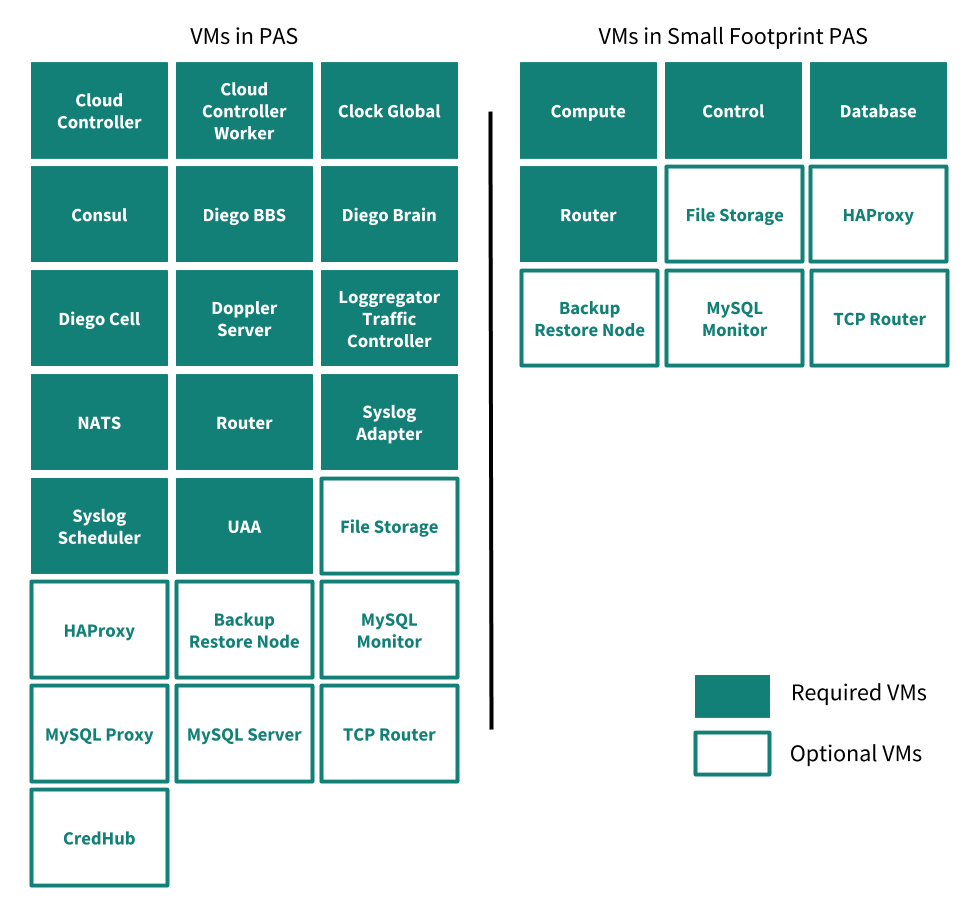 VMs in PAS
Cloud
Controller
Cloud
Controller
Worker
Clock Global
Consul
Diego BBS
Diego Brain
Diego Cell
Doppler
Server
Loggregator
Traffic
Controller
NATS
Router
Syslog
Adapter
Syslog
Scheduler
UAA
File Storage
HAProxy
Backup
Restore Node
MySQL
Monitor
MySQL Proxy
MySQL Server
TCP Router
CredHub
VMs in Small Footprint PAS
Compute
Control
Database
Router
File Storage
HAProxy
Backup
Restore Node
MySQL
Monitor
TCP Router
Required VMs
Optional VMs